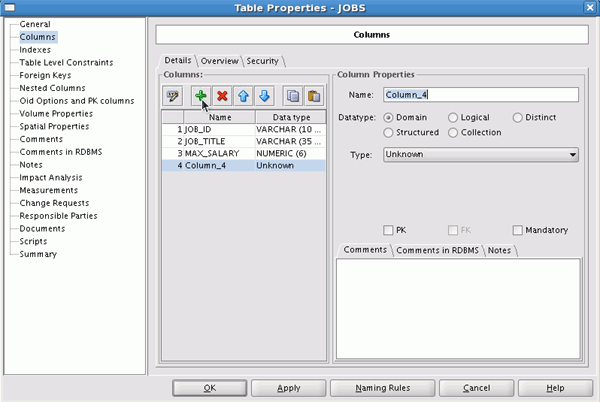 Table Properties - JOBS
General
Columns
Indexes
Table Level Constraints
Foreign Keys
Nested Columns
Oid Options and PK columns
Volume Properties
Spatial Properties
Comments
Comments in RDBMS
Notes
Impact Analysis
Measurements
Change Requests
Responsible Parties
Documents
Scripts
Summary
Columns
Details Overview Security
Columns:
Name Data type
1 JOB_ID VARCHAR (10 ...
2 JOB_TITLE VARCHAR (35 ...
3 MAX_SALARY NUMERIC (6)
4 Column_4 Unknown
Column Properties
Name: Column_4
Datatype: Domain Logical Distinct
Structured Collection
Type: Unknown
PK FK Mandatory
Comments Comments in RDBMS Notes
OK Apply Naming Rules Cancel Help